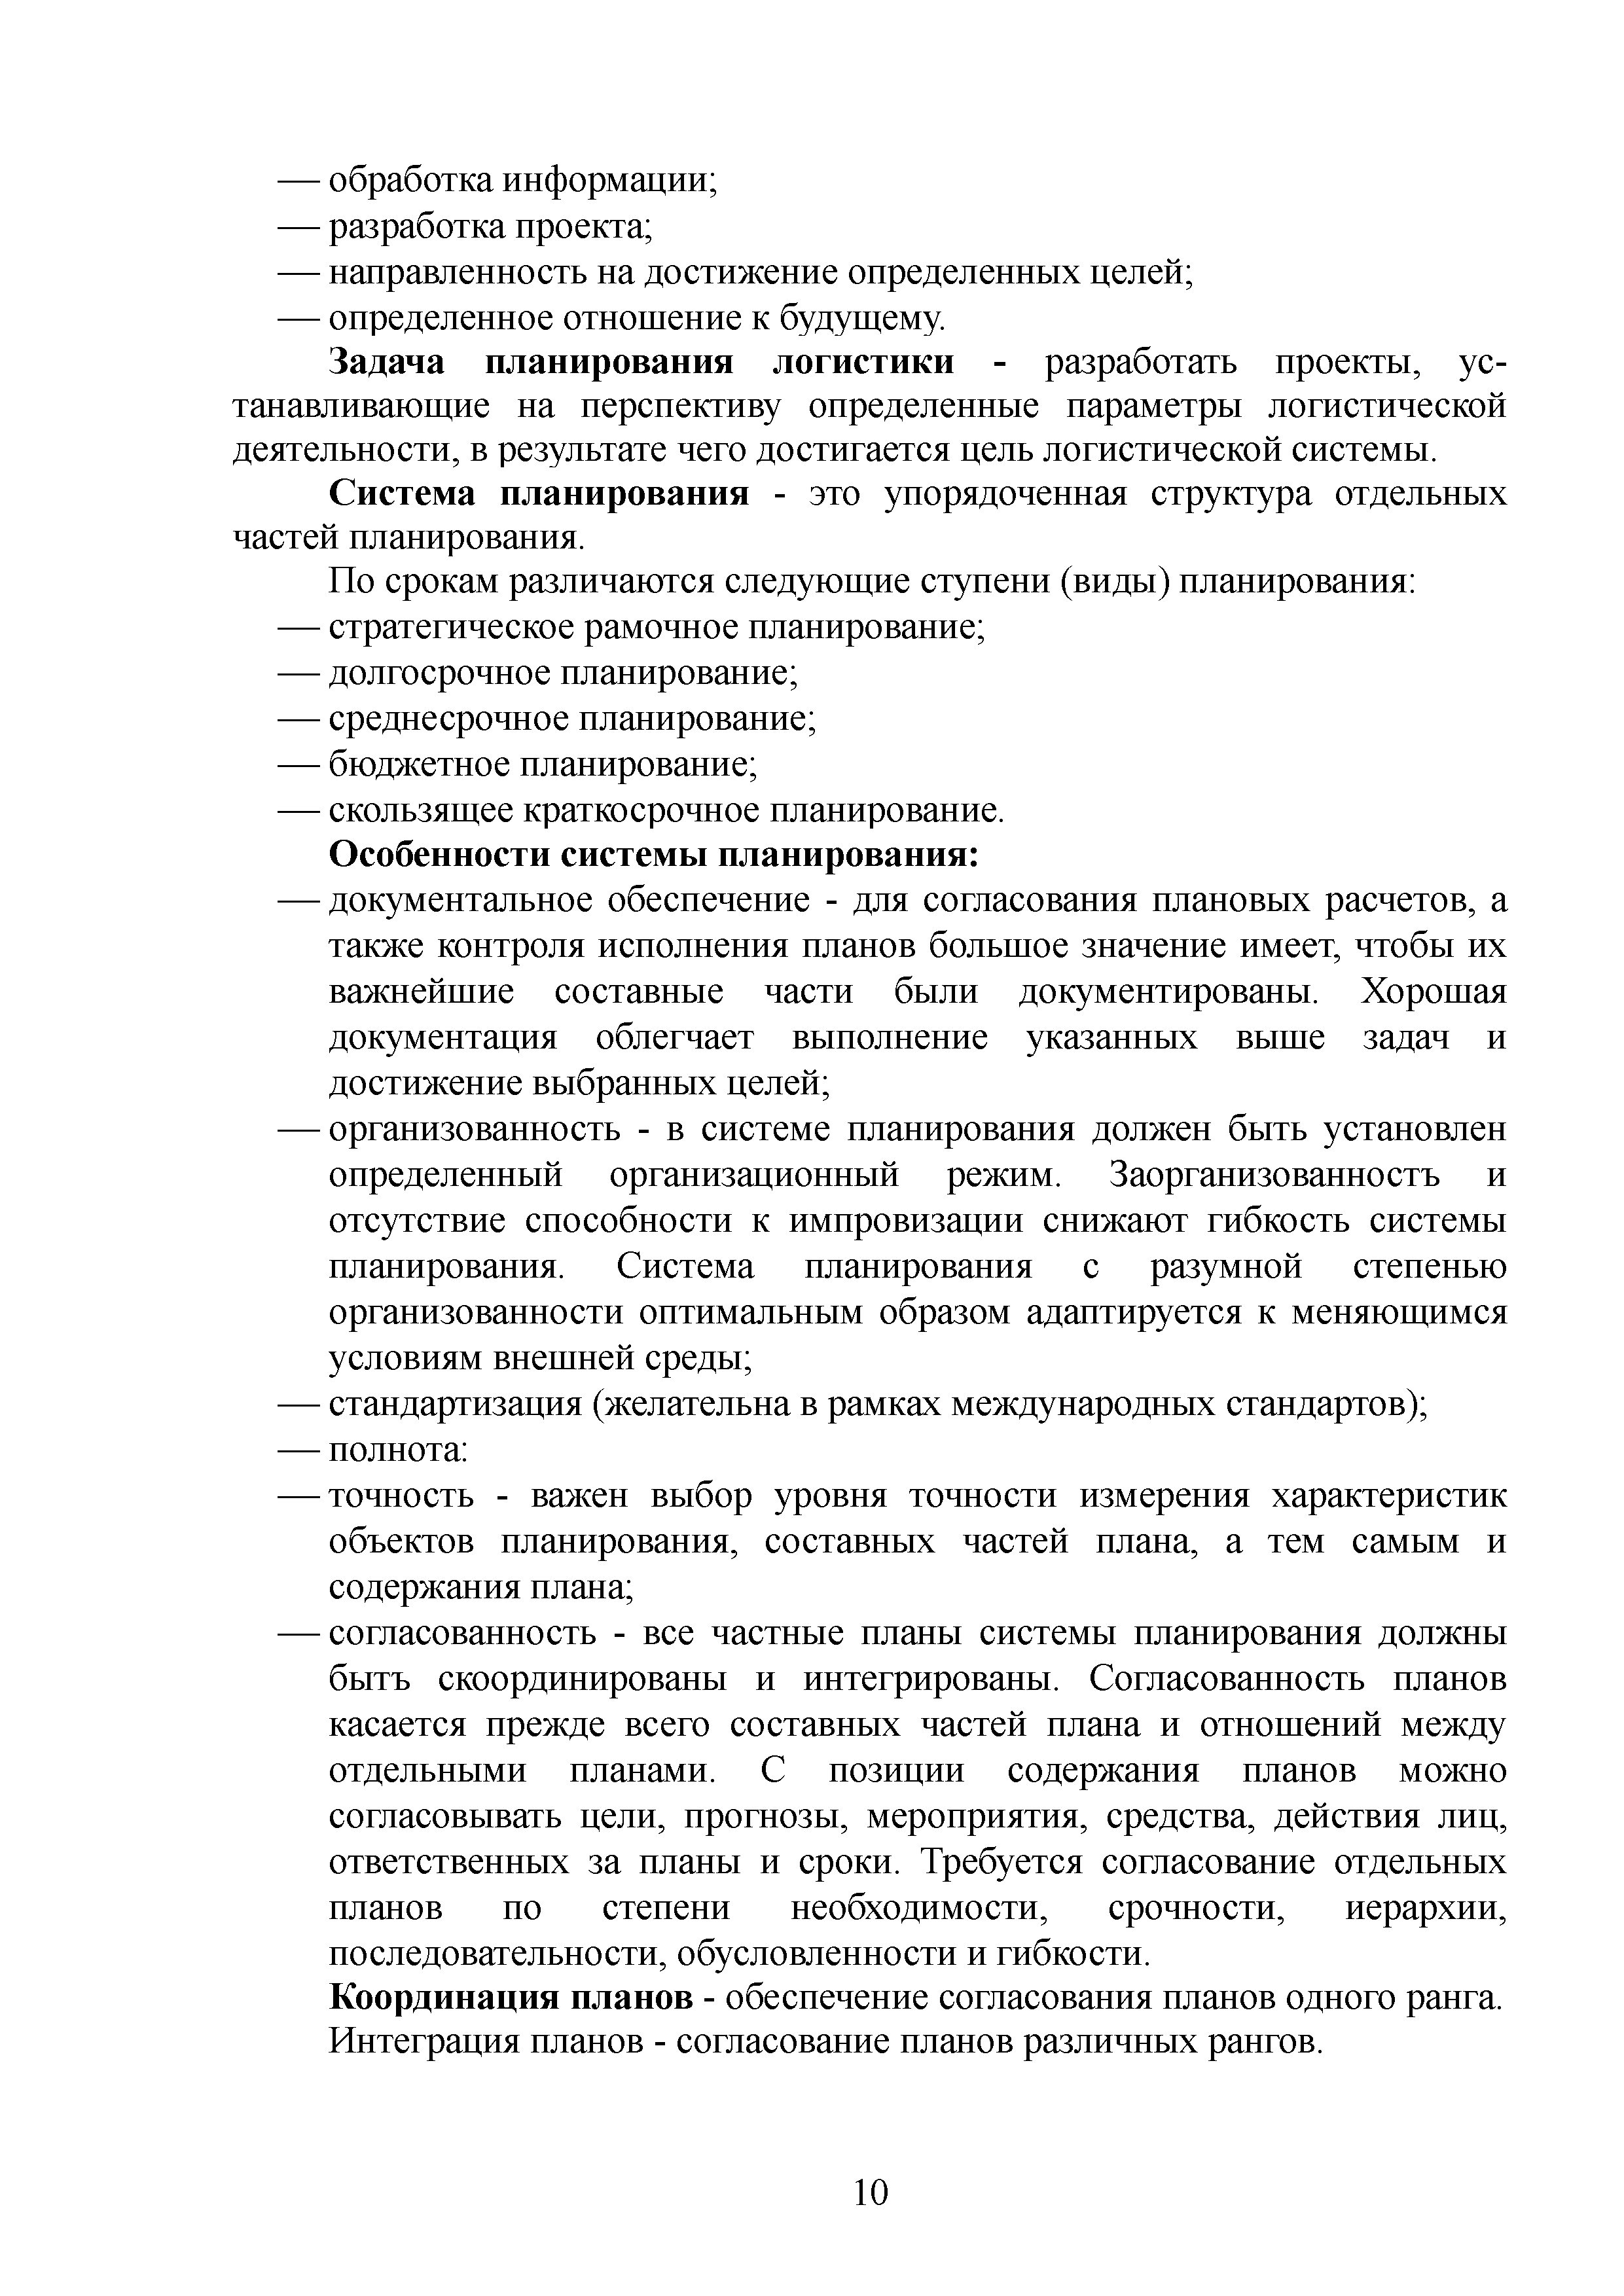 — обработка информации;
— разработка проекта;
— направленность на достижение определенных целей;
— определенное отношение к будущему.
Задача планирования логистики - разработать проекты, ус-
танавливающие на перспективу определенные параметры логистической
деятельности, в результате чего достигается цель логистической системы.
Система планирования - это упорядоченная структура отдельных
частей планирования.
По срокам различаются следующие ступени (виды) планирования:
— стратегическое рамочное планирование;
— долгосрочное планирование;
— среднесрочное планирование;
— бюджетное планирование;
— скользящее краткосрочное планирование.
Особенности системы планирования:
— документальное обеспечение - для согласования плановых расчетов, а
также контроля исполнения планов большое значение имеет, чтобы их
важнейшие составные части были документированы. Хорошая
документация облегчает выполнение указанных выше задач и
достижение выбранных целей;
— организованность - в системе планирования должен быть установлен
определенный организационный режим. Заорганизованностъ и
отсутствие способности к импровизации снижают гибкость системы
планирования. Система планирования с разумной степенью
организованности оптимальным образом адаптируется к меняющимся
условиям внешней среды;
— стандартизация (желательна в рамках международных стандартов);
— полнота:
— точность - важен выбор уровня точности измерения характеристик
объектов планирования, составных частей плана, а тем самым и
содержания плана;
— согласованность - все частные планы системы планирования должны
бытъ скоординированы и интегрированы. Согласованность планов
касается прежде всего составных частей плана и отношений между
отдельными планами. С позиции содержания планов можно
согласовывать цели, прогнозы, мероприятия, средства, действия лиц,
ответственных за планы и сроки. Требуется согласование отдельных
планов по степени необходимости, срочности, иерархии,
последовательности, обусловленности и гибкости.
Координация планов - обеспечение согласования планов одного ранга.
Интеграция планов - согласование планов различных рангов.
10